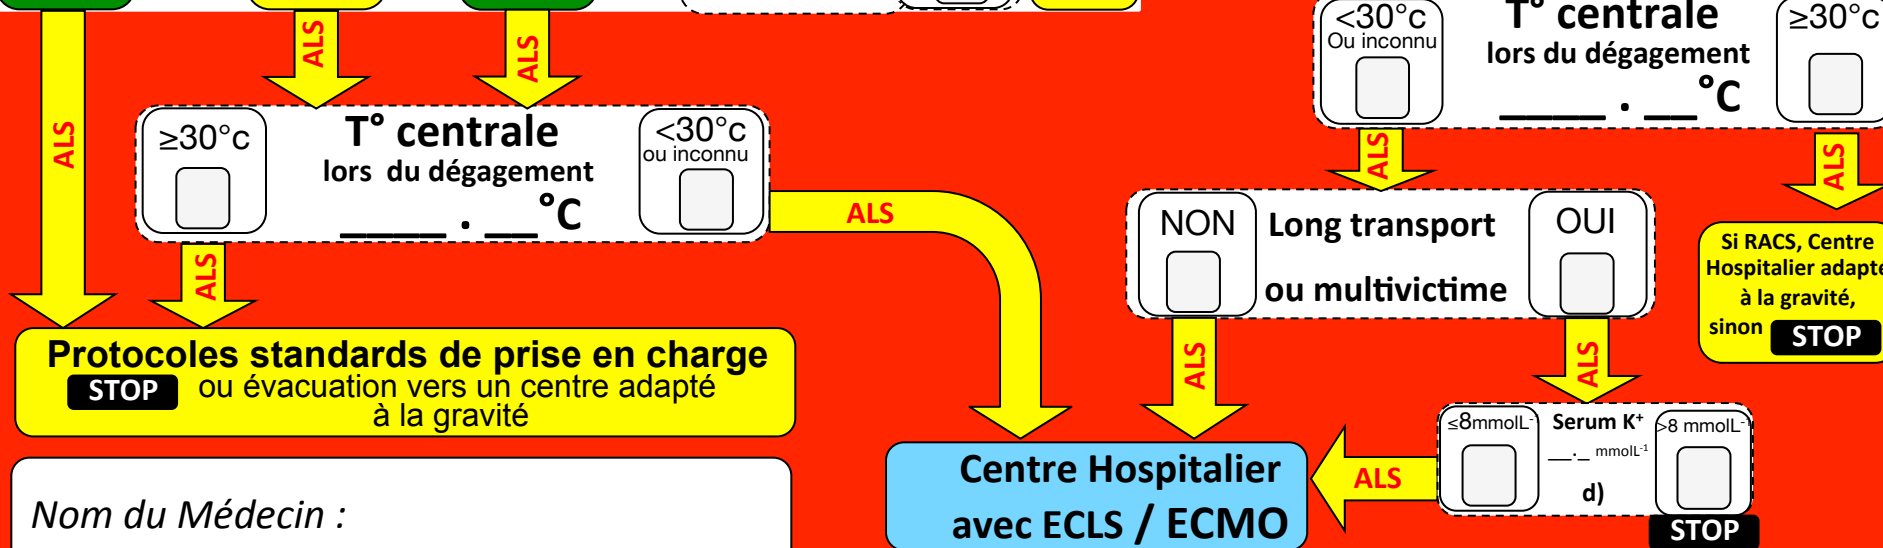 ALS
ALS
ALS
≥30°c
T° centrale
lors du dégagement
____ . __°C
<30°c
ou inconnu
ALS
ALS
Protocoles standards de prise en charge
STOP ou évacuation vers un centre adapté
à la gravité
Nom du Médecin :
<30°c
Ou inconnu
T° centrale
lors du dégagement
____ . __°C
≥30°c
ALS
ALS
NON
Long transport
ou multivictime
OUI
Si RACS, Centre
Hospitalier adapté
à la gravité,
sinon STOP
ALS
ALS
≤8mmolL⁻
Serum K⁺
__._ mmolL⁻¹
d)
>8 mmolL⁻¹
STOP
ALS
Centre Hospitalier
avec ECLS / ECMO